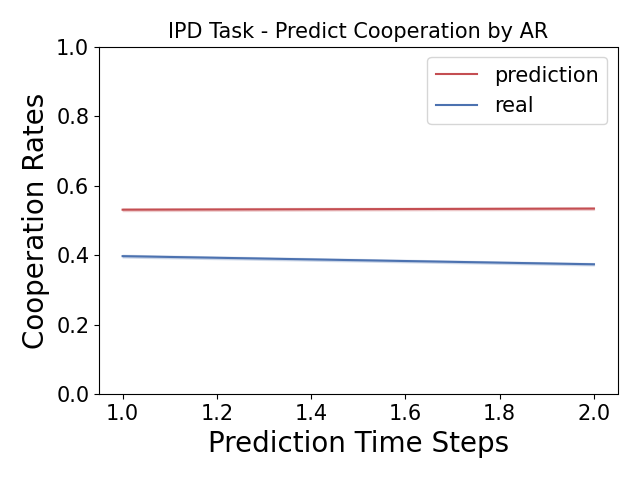 IPD Task - Predict Cooperation by AR
Cooperation Rates
1.0
0.8
0.6
0.4
0.2
0.0
prediction
real
1.0 1.2 1.4 1.6 1.8 2.0
Prediction Time Steps